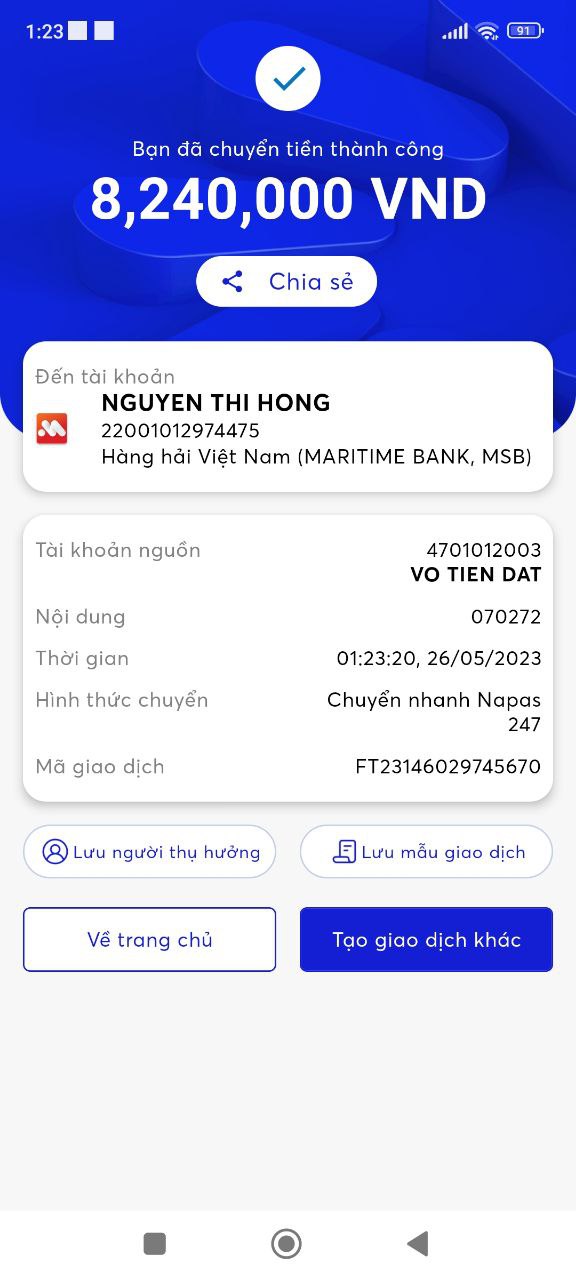 1:23
91
Bạn đã chuyển tiền thành công
8,240,000 VND
Chia sẻ
Đến tài khoản
NGUYEN THI HONG
22001012974475
Hàng hải Việt Nam (MARITIME BANK, MSB)
Tài khoản nguồn
4701012003
VO TIEN DAT
Nội dung
070272
Thời gian
01:23:20, 26/05/2023
Hình thức chuyển
Chuyển nhanh Napas
247
Mã giao dịch
FT23146029745670
Lưu người thụ hưởng
Lưu mẫu giao dịch
Về trang chủ
Tạo giao dịch khác